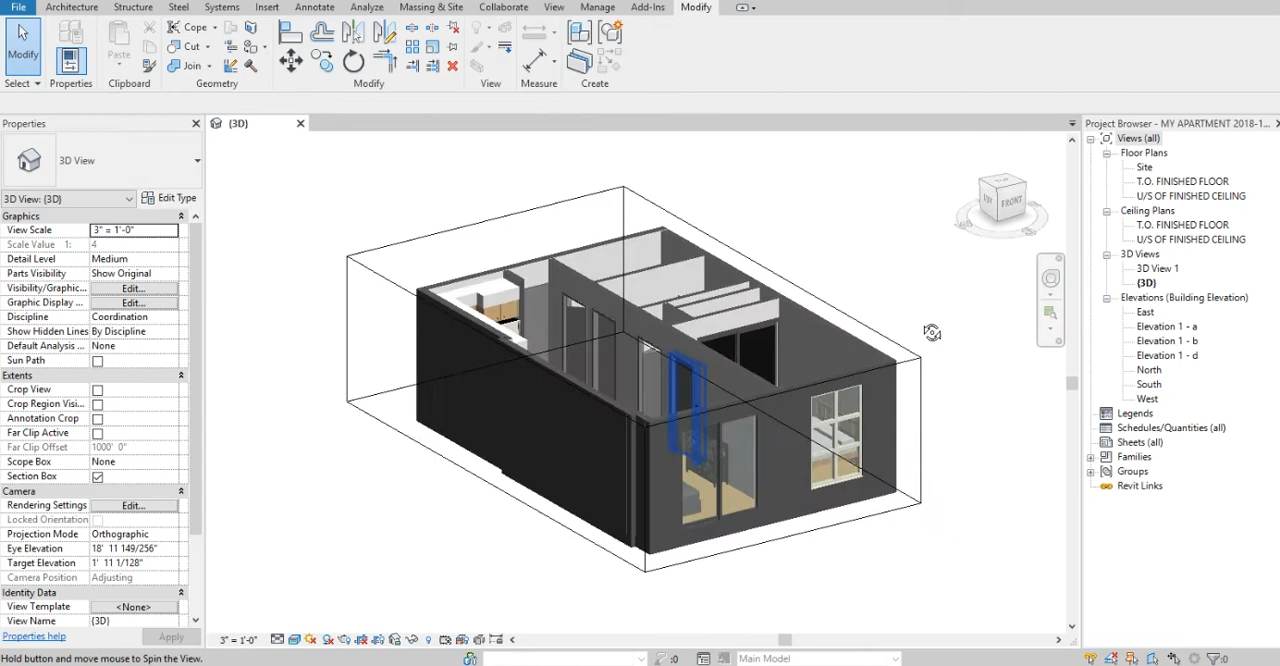 File Architecture Structure Steel Systems Insert Annotate Analyze Massing & Site Collaborate View Manage Add-Ins Modify
Modify
Paste
Cope
Cut
Join
Select Properties Clipboard Geometry Modify View Measure Create
Properties
{3D}
Project Browser - MY APARTMENT 2018-1...
3D View
3D View: {3D} Edit Type
Graphics
View Scale 3" = 1'-0"
Scale Value 1: 4
Detail Level Medium
Parts Visibility Show Original
Visibility/Graphic... Edit...
Graphic Display ... Edit...
Discipline Coordination
Show Hidden Lines By Discipline
Default Analysis ... None
Sun Path
Extents
Crop View
Crop Region Visi...
Annotation Crop
Far Clip Active
Far Clip Offset 1000' 0"
Scope Box None
Section Box
Camera
Rendering Settings Edit...
Locked Orientation
Projection Mode Orthographic
Eye Elevation 18' 11 149/256"
Target Elevation 1' 11 1/128"
Camera Position Adjusting
Identity Data
View Template <None>
View Name {3D}
Properties help Apply
FRONT
Views (all)
Floor Plans
Site
T.O. FINISHED FLOOR
U/S OF FINISHED CEILING
Ceiling Plans
T.O. FINISHED FLOOR
U/S OF FINISHED CEILING
3D Views
3D View 1
{3D}
Elevations (Building Elevation)
East
Elevation 1 - a
Elevation 1 - b
Elevation 1 - d
North
South
West
Legends
Schedules/Quantities (all)
Sheets (all)
Families
Groups
Revit Links
3" = 1'-0"
Hold button and move mouse to Spin the View.
:0
Main Model
:0